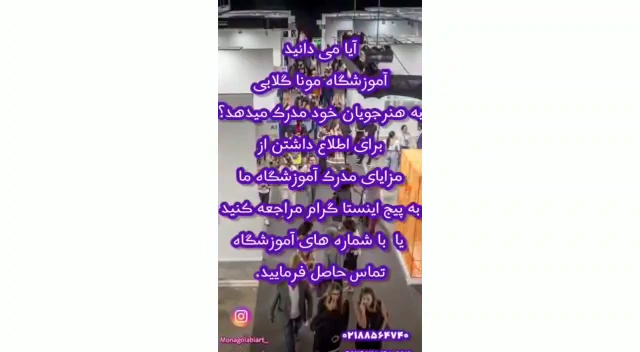 آیا می دانید
آموزشگاه مونا گلابی
به هنرجویان خود مدرک میدهد؟
برای اطلاع داشتن از
مزایای مدرک آموزشگاه ما
به پیج اینستا گرام مراجعه کنید
یا با شماره های آموزشگاه
تماس حاصل فرمایید.
Monagolabiart_
۰۲۱۸۸۵۶۴۷۴۰